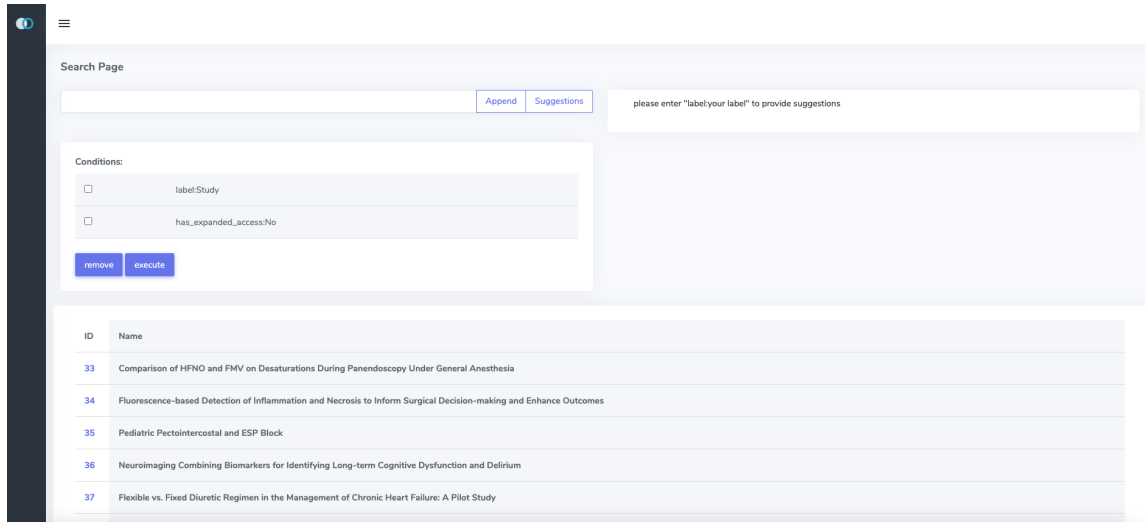 Search Page
Append Suggestions
please enter "label:your label" to provide suggestions
Conditions:
label:Study
has_expanded_access:No
remove execute
ID Name
33 Comparison of HFNO and FMV on Desaturations During Panendoscopy Under General Anesthesia
34 Fluorescence-based Detection of Inflammation and Necrosis to Inform Surgical Decision-making and Enhance Outcomes
35 Pediatric Pectointercostal and ESP Block
36 Neuroimaging Combining Biomarkers for Identifying Long-term Cognitive Dysfunction and Delirium
37 Flexible vs. Fixed Diuretic Regimen in the Management of Chronic Heart Failure: A Pilot Study